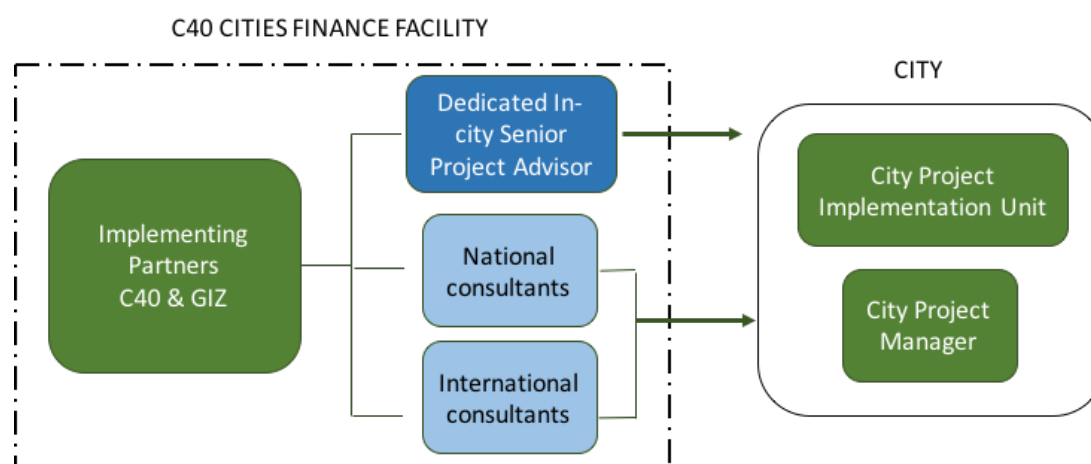 C40 CITIES FINANCE FACILITY
CITY
Dedicated In-
city Senior
Project Advisor
Implementing
Partners
C40 & GIZ
National
consultants
International
consultants
City Project
Implementation Unit
City Project
Manager